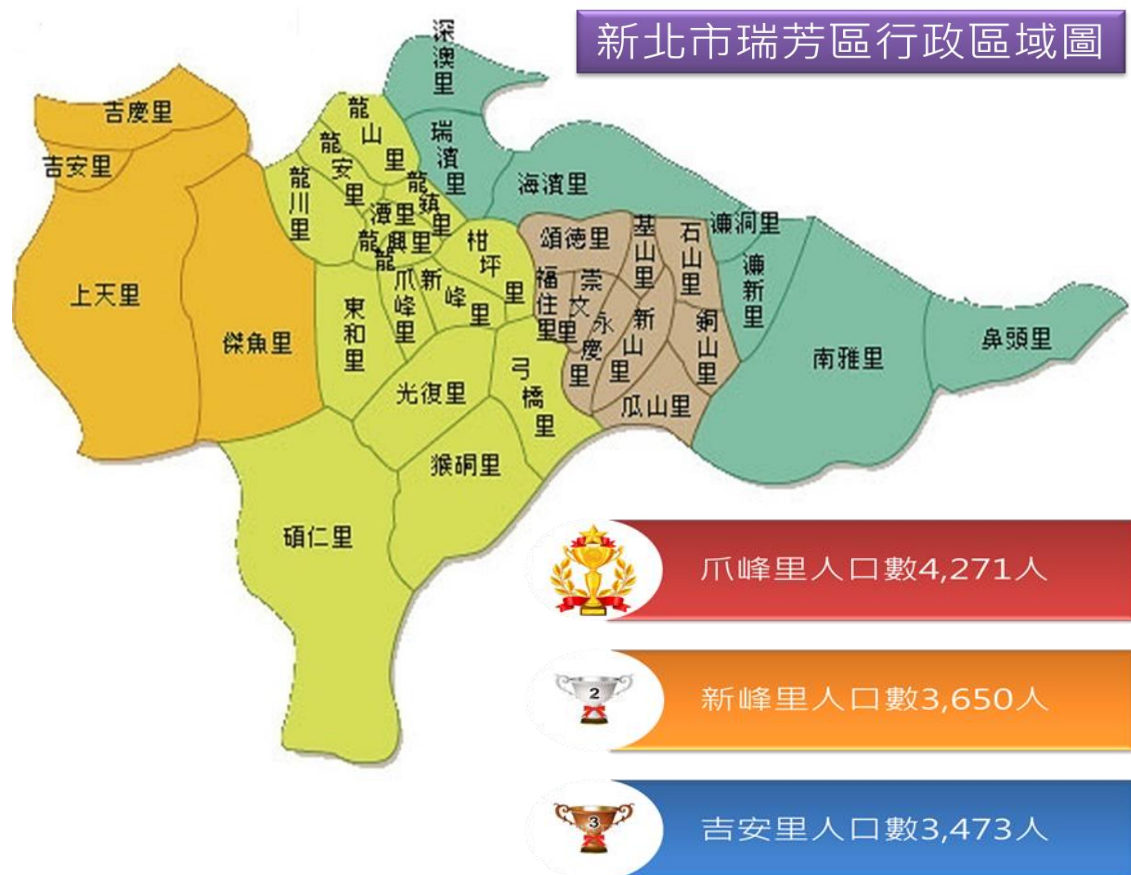 新北市瑞芳區行政區域圖
深澳里
吉慶里
龍山里
瑞濱里
龍安里
吉安里
龍川里
龍鎮里
海濱里
龍潭里
龍興里
柑坪里
頌德里
基山里
石山里
濂洞里
濂新里
上天里
傑魚里
東和里
爪峰里
新峰里
福住里
崇文里
永慶里
新山里
銅山里
南雅里
鼻頭里
光復里
弓橋里
瓜山里
猴硐里
碩仁里
爪峰里人口數4,271人
2
新峰里人口數3,650人
3
吉安里人口數3,473人